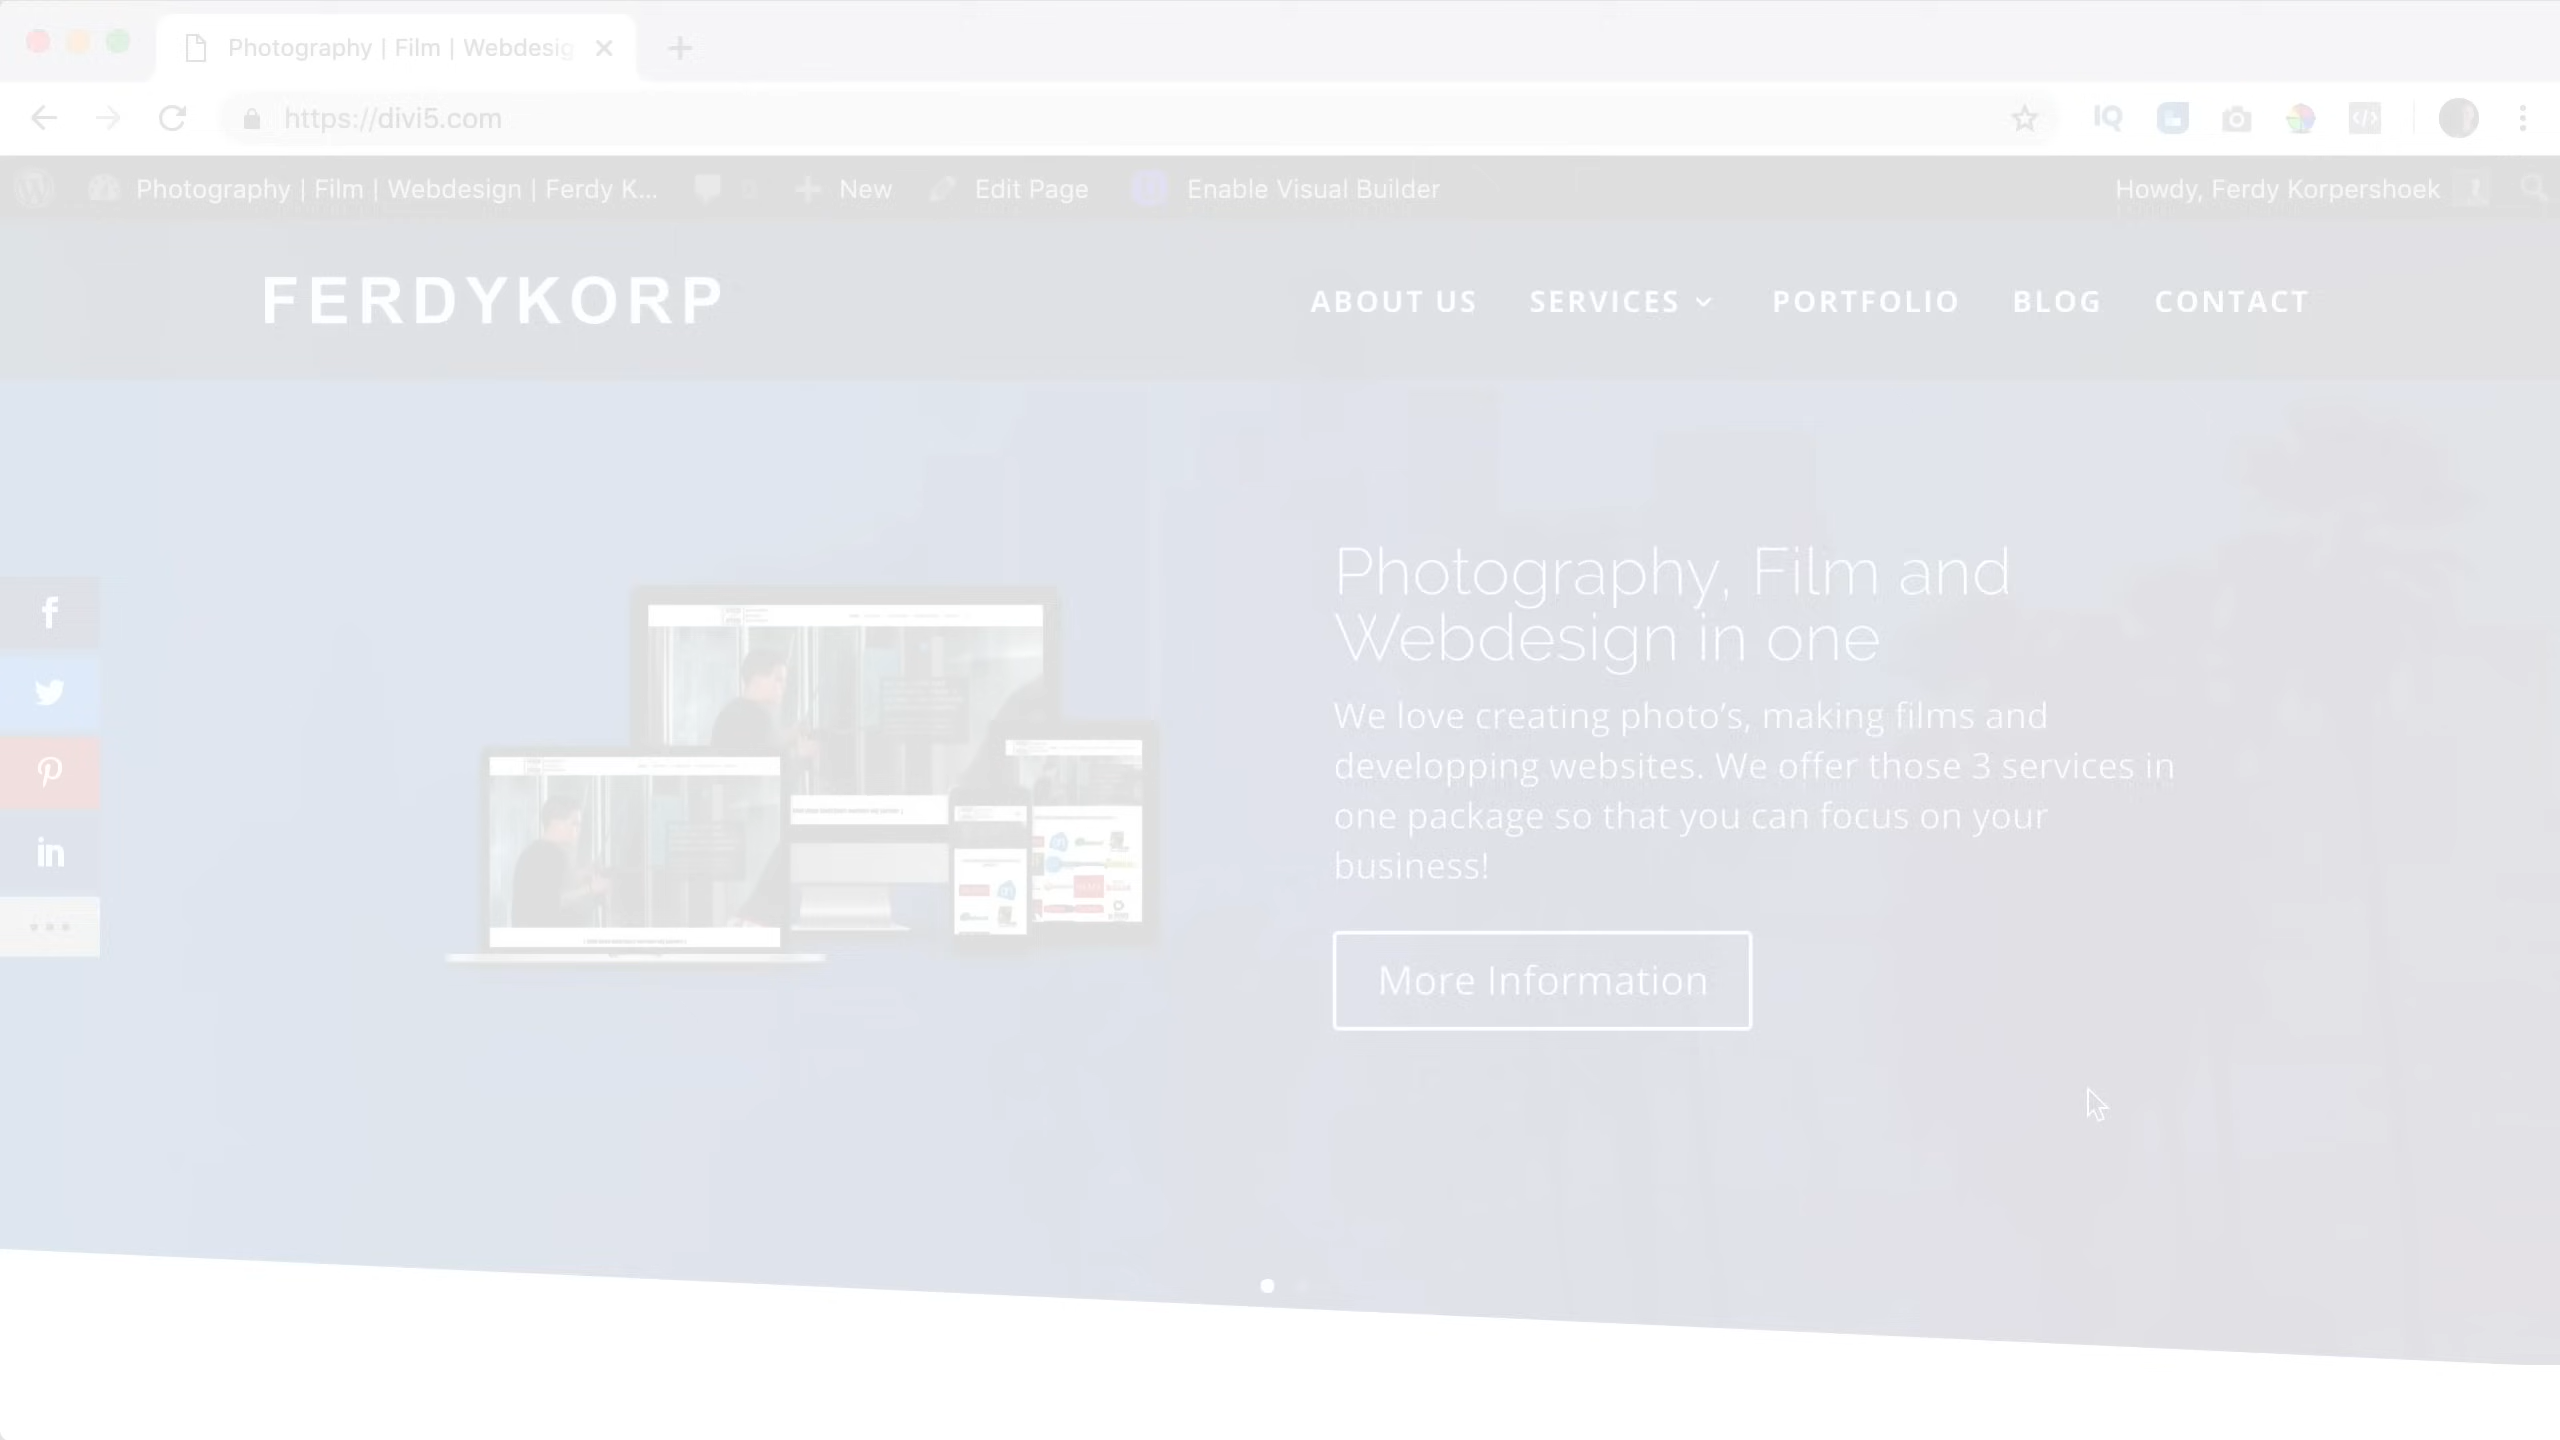 Photography | Film | Webdesig
https://divi5.com
Photography | Film | Webdesign | Ferdy K...
0
New
Edit Page
Enable Visual Builder
Howdy, Ferdy Korpershoek
FERDYKORP
ABOUT US
SERVICES
PORTFOLIO
BLOG
CONTACT
Photography, Film and
Webdesign in one
We love creating photo’s, making films and
developping websites. We offer those 3 services in
one package so that you can focus on your
business!
More Information